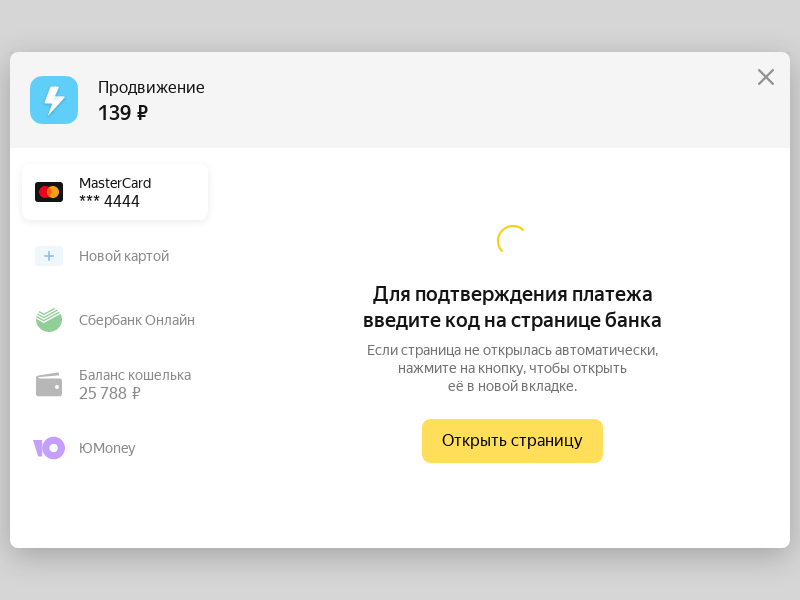 Продвижение
139 ₽
MasterCard
*** 4444
Новой картой
Сбербанк Онлайн
Баланс кошелька
25 788 ₽
ЮMoney
Для подтверждения платежа
введите код на странице банка
Если страница не открылась автоматически,
нажмите на кнопку, чтобы открыть
её в новой вкладке.
Открыть страницу